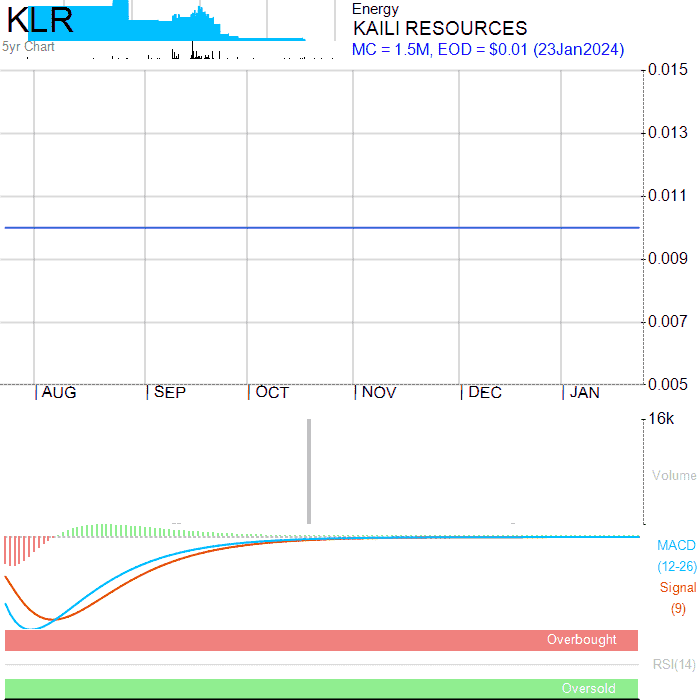 KLR
5yr Chart
Energy
KAILI RESOURCES
MC = 1.5M, EOD = $0.01 (23Jan2024)
0.015
0.013
0.011
0.009
0.007
0.005
AUG SEP OCT NOV DEC JAN
16k
Volume
MACD
(12-26)
Signal
(9)
Overbought
RSI(14)
Oversold